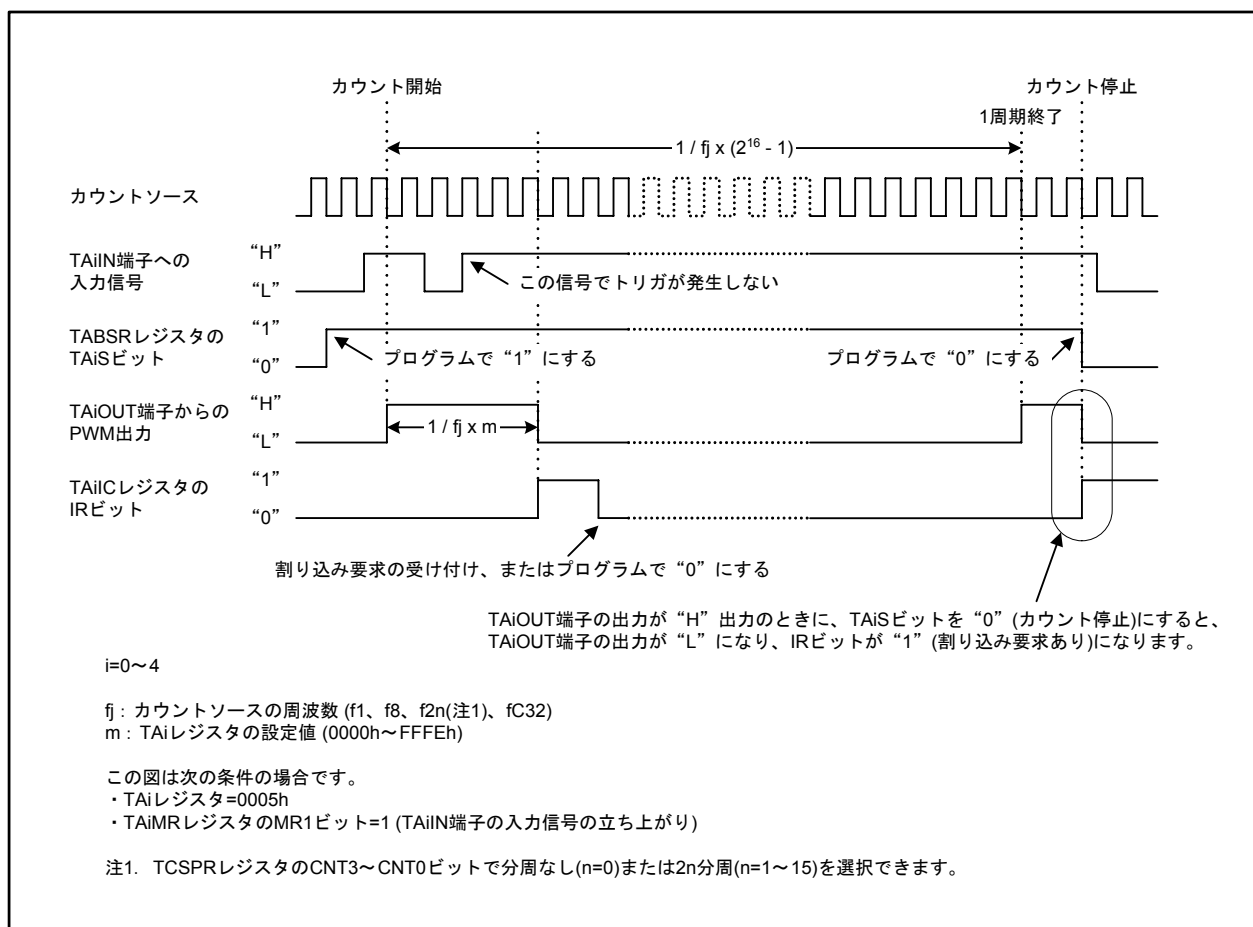 カウント開始
カウント停止
1周期終了
1 / fj x (2¹⁶ - 1)
カウントソース
TAiIN端子への
入力信号
“H”
“L”
この信号でトリガが発生しない
TABSRレジスタの
TAiSビット
“1”
“0”
プログラムで“1”にする
プログラムで“0”にする
TAiOUT端子からの
PWM出力
“H”
“L”
1 / fj x m
TAiICレジスタの
IRビット
“1”
“0”
割り込み要求の受け付け、またはプログラムで“0”にする
TAiOUT端子の出力が“H”出力のときに、TAiSビットを“0”(カウント停止)にすると、
TAiOUT端子の出力が“L”になり、IRビットが“1”(割り込み要求あり)になります。
i=0～4
fj : カウントソースの周波数 (f1、f8、f2n(注1)、fC32)
m : TAiレジスタの設定値 (0000h～FFFEh)
この図は次の条件の場合です。
・TAiレジスタ=0005h
・TAiMRレジスタのMR1ビット=1 (TAiIN端子の入力信号の立ち上がり)
注1. TCSPRレジスタのCNT3～CNT0ビットで分周なし(n=0)または2n分周(n=1～15)を選択できます。